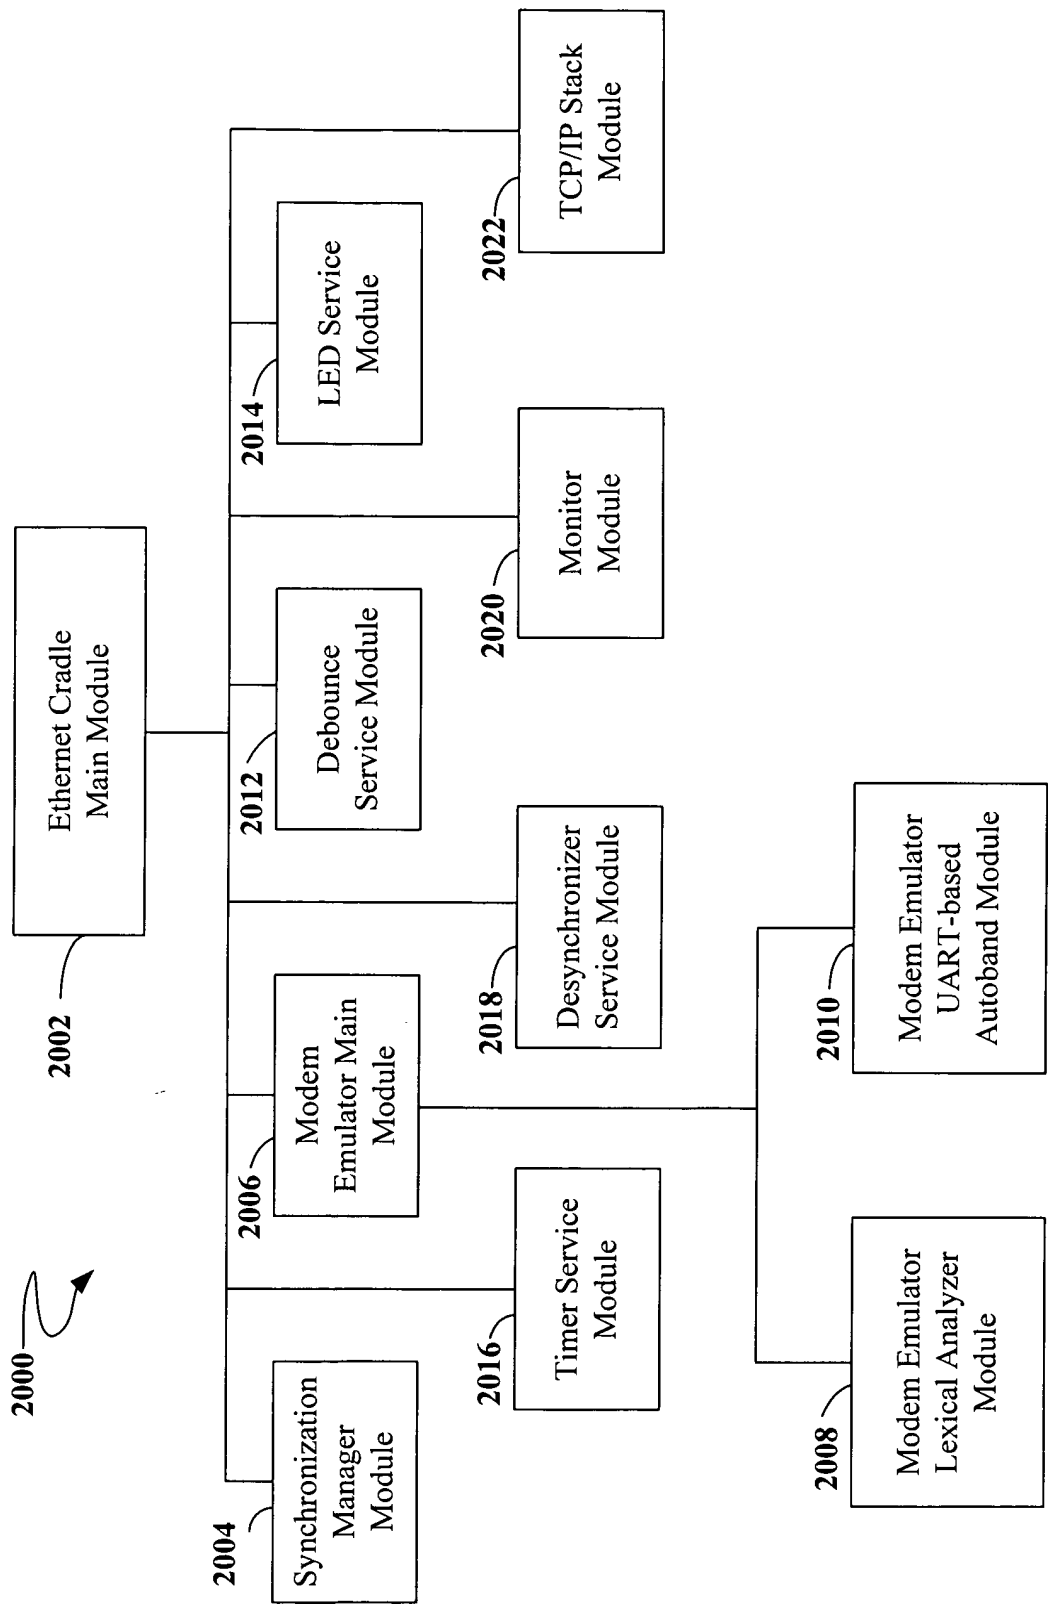 2000
2002
Ethernet Cradle
Main Module
2004
Synchronization
Manager
Module
2006
Modem
Emulator Main
Module
2012
Debounce
Service Module
2014
LED Service
Module
2016
Timer Service
Module
2018
Desynchronizer
Service Module
2020
Monitor
Module
2022
TCP/IP Stack
Module
2008
Modem Emulator
Lexical Analyzer
Module
2010
Modem Emulator
UART-based
Autoband Module